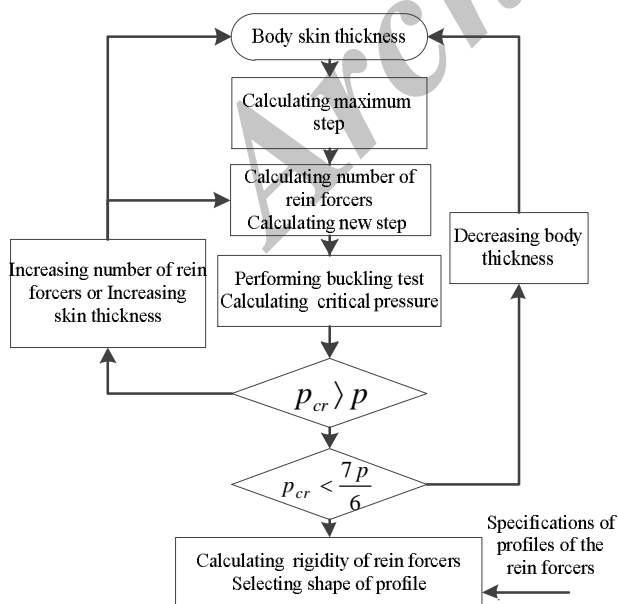 Body skin thickness
Calculating maximum
step
Calculating number of
rein forcers
Calculating new step
Increasing number of rein
forcers or Increasing
skin thickness
Performing buckling test
Calculating critical pressure
Decreasing body
thickness
p_cr ⟩ p
p_cr < 7p/6
Calculating rigidity of rein forcers
Selecting shape of profile
Specifications of
profiles of the
rein forcers